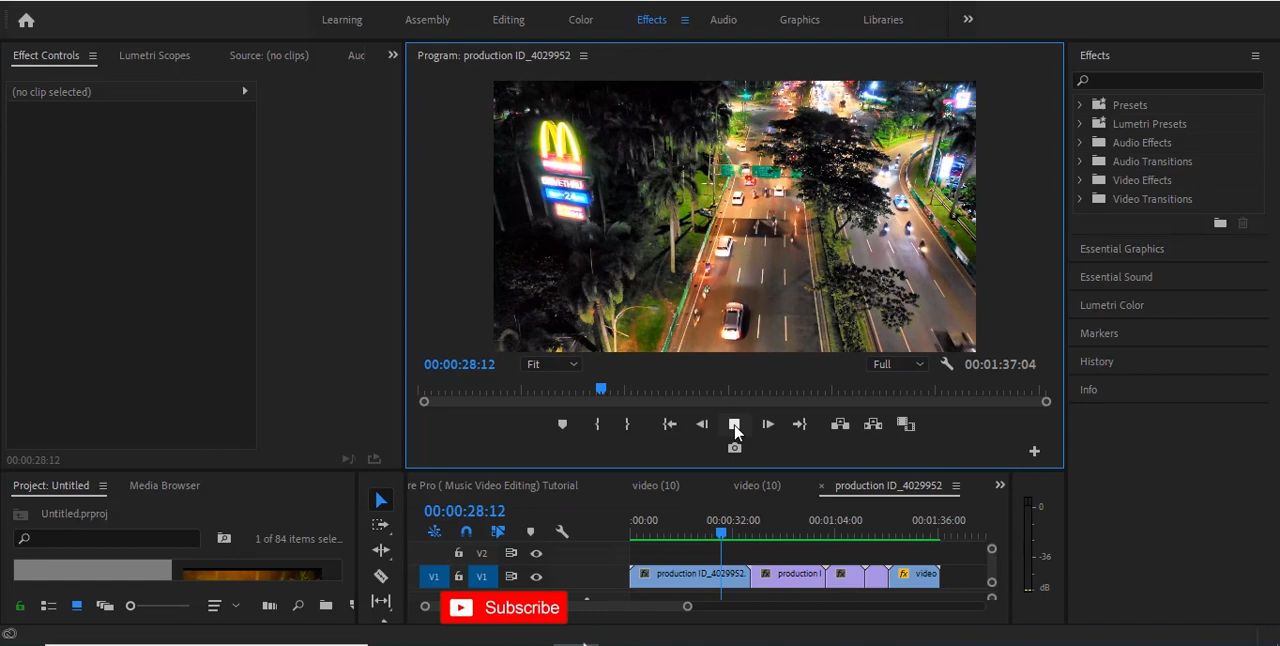 Learning Assembly Editing Color Effects Audio Graphics Libraries
Effect Controls Lumetri Scopes Source: (no clips) Auc
(no clip selected)
00:00:28:12
Program: production ID_4029952
00:00:28:12 Fit Full 00:01:37:04
Effects
Presets
Lumetri Presets
Audio Effects
Audio Transitions
Video Effects
Video Transitions
Essential Graphics
Essential Sound
Lumetri Color
Markers
History
Info
Project: Untitled Media Browser
Untitled.prproj
1 of 84 items sele...
re Pro ( Music Video Editing) Tutorial video (10) video (10) × production ID_4029952
00:00:28:12
:00:00 00:00:32:00 00:01:04:00 00:01:36:00
V2
V1 V1 production ID_4029952. production I video
Subscribe
0
-36
dB